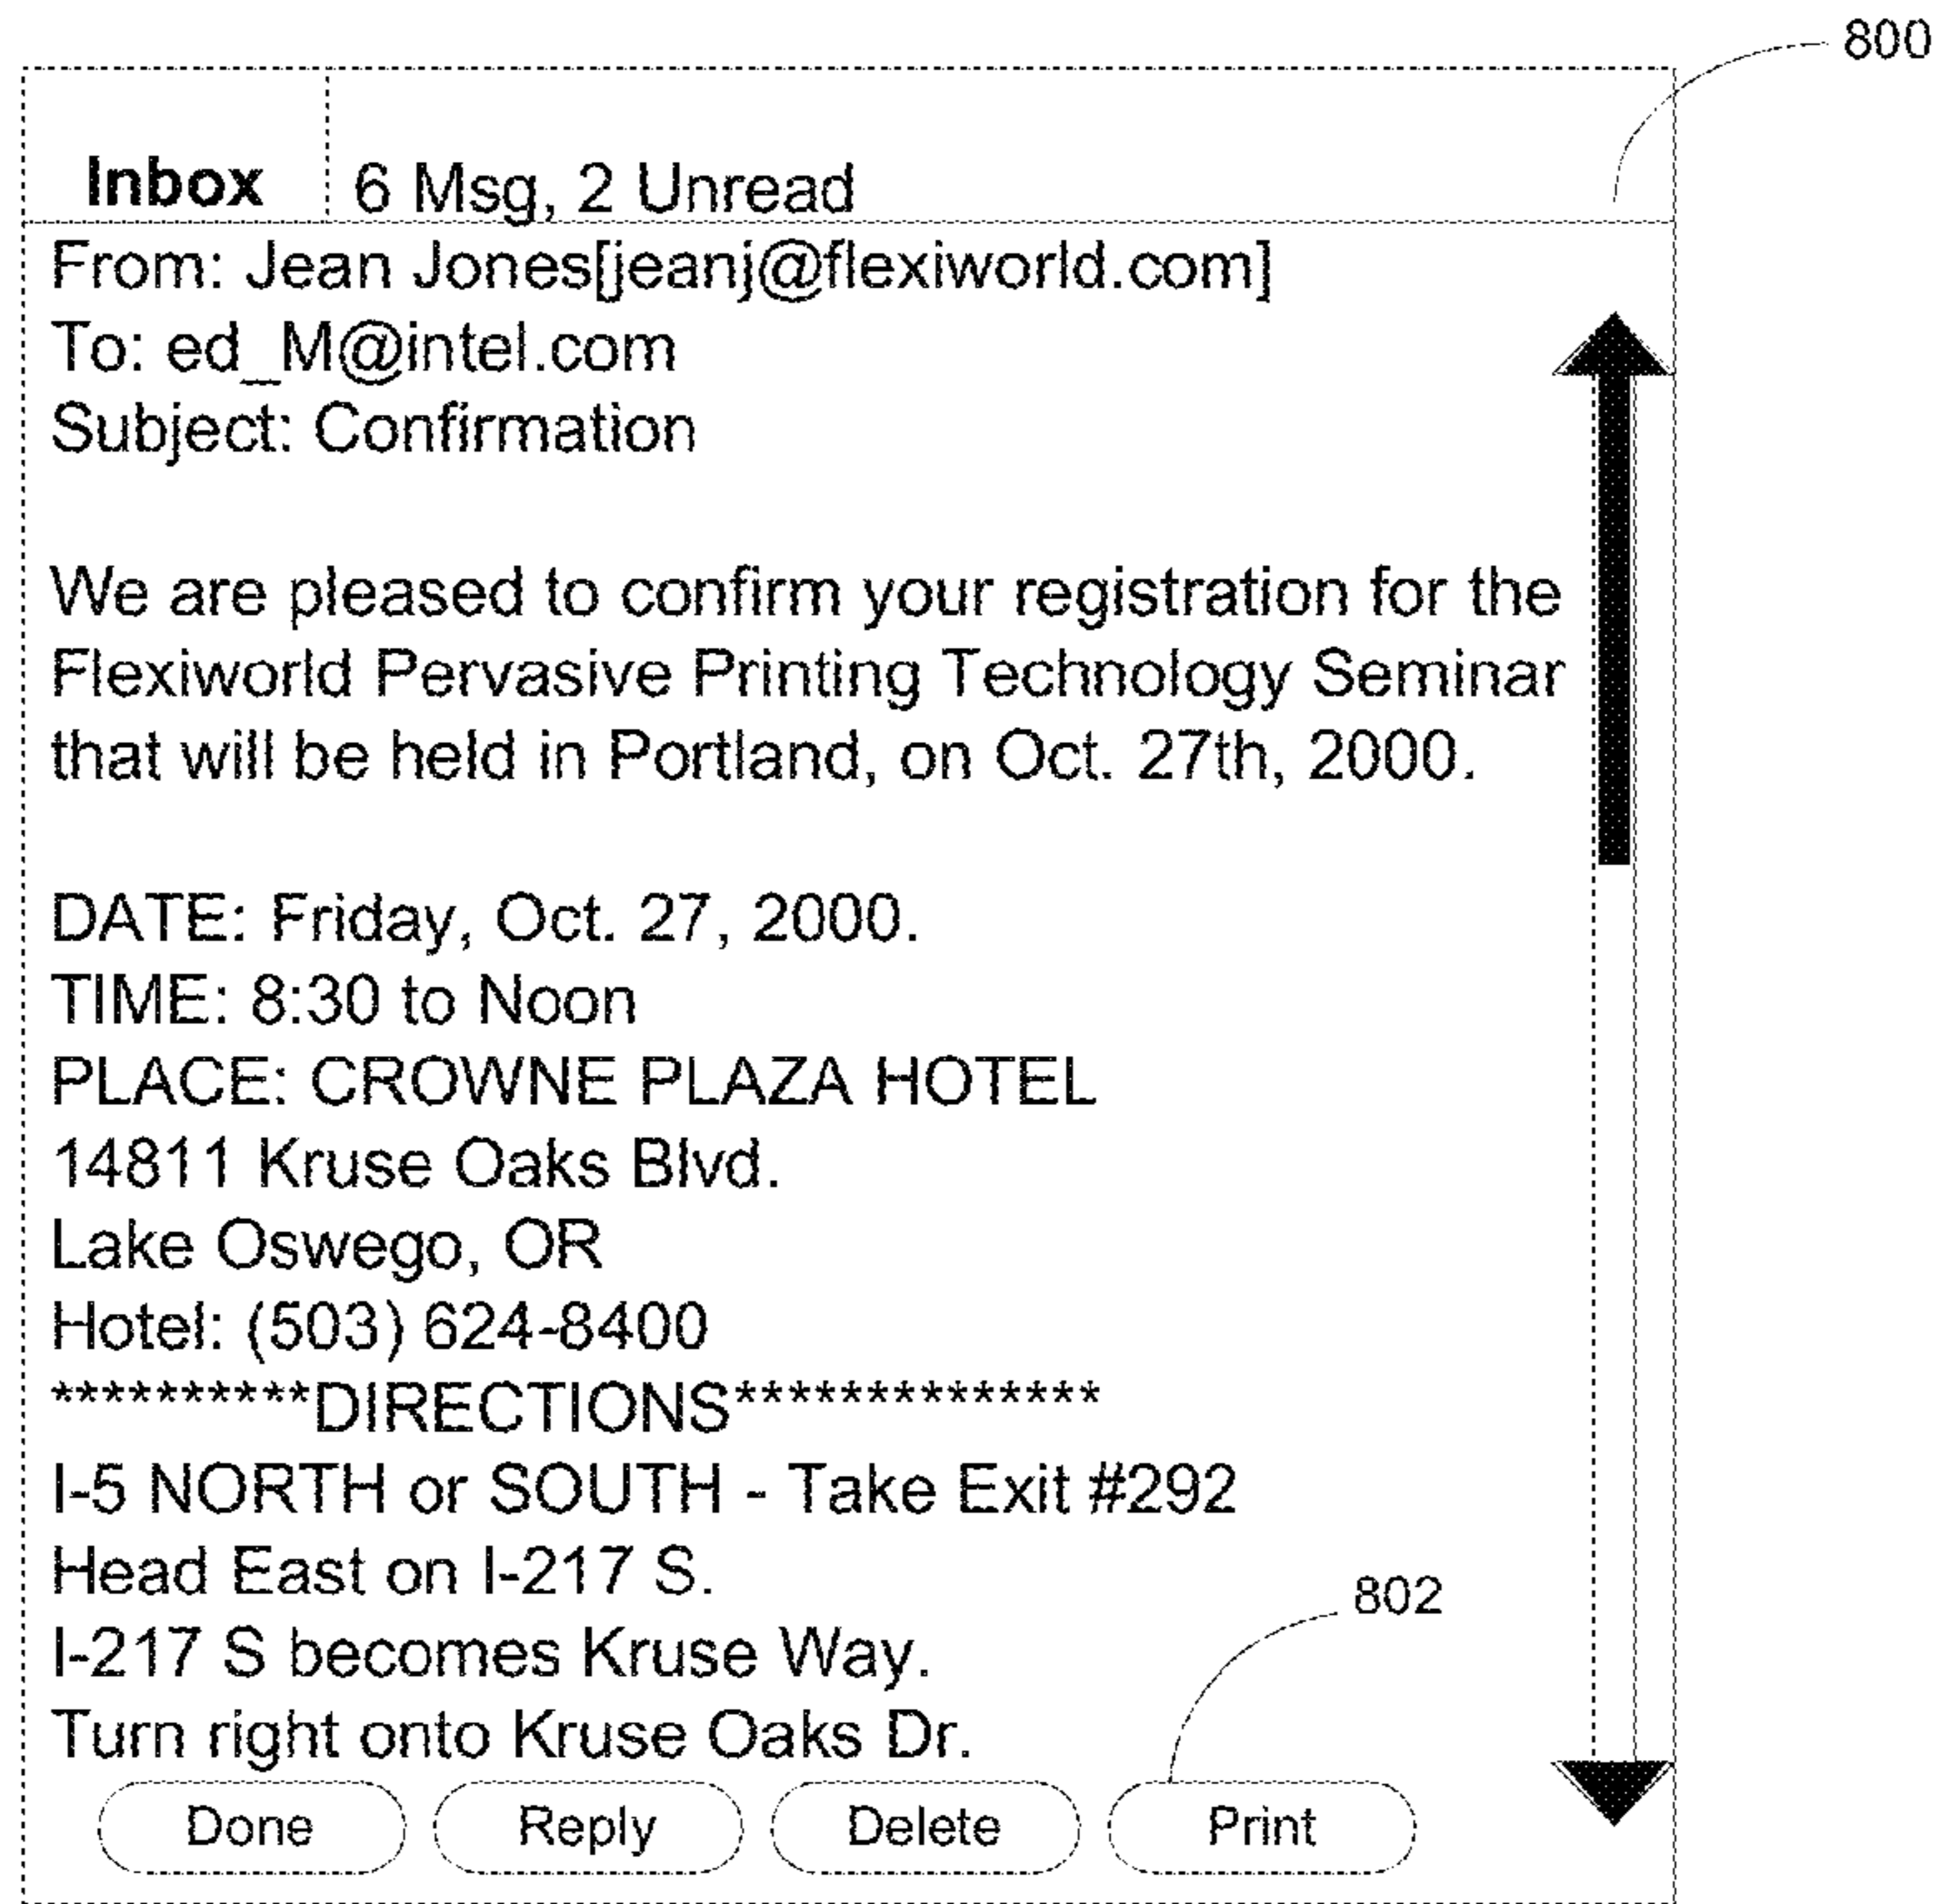 800
Inbox 6 Msg, 2 Unread
From: Jean Jones[jeanj@flexiworld.com]
To: ed_M@intel.com
Subject: Confirmation
We are pleased to confirm your registration for the
Flexiworld Pervasive Printing Technology Seminar
that will be held in Portland, on Oct. 27th, 2000.
DATE: Friday, Oct. 27, 2000.
TIME: 8:30 to Noon
PLACE: CROWNE PLAZA HOTEL
14811 Kruse Oaks Blvd.
Lake Oswego, OR
Hotel: (503) 624-8400
**********DIRECTIONS**************
I-5 NORTH or SOUTH - Take Exit #292
Head East on I-217 S.
802
I-217 S becomes Kruse Way.
Turn right onto Kruse Oaks Dr.
Done Reply Delete Print